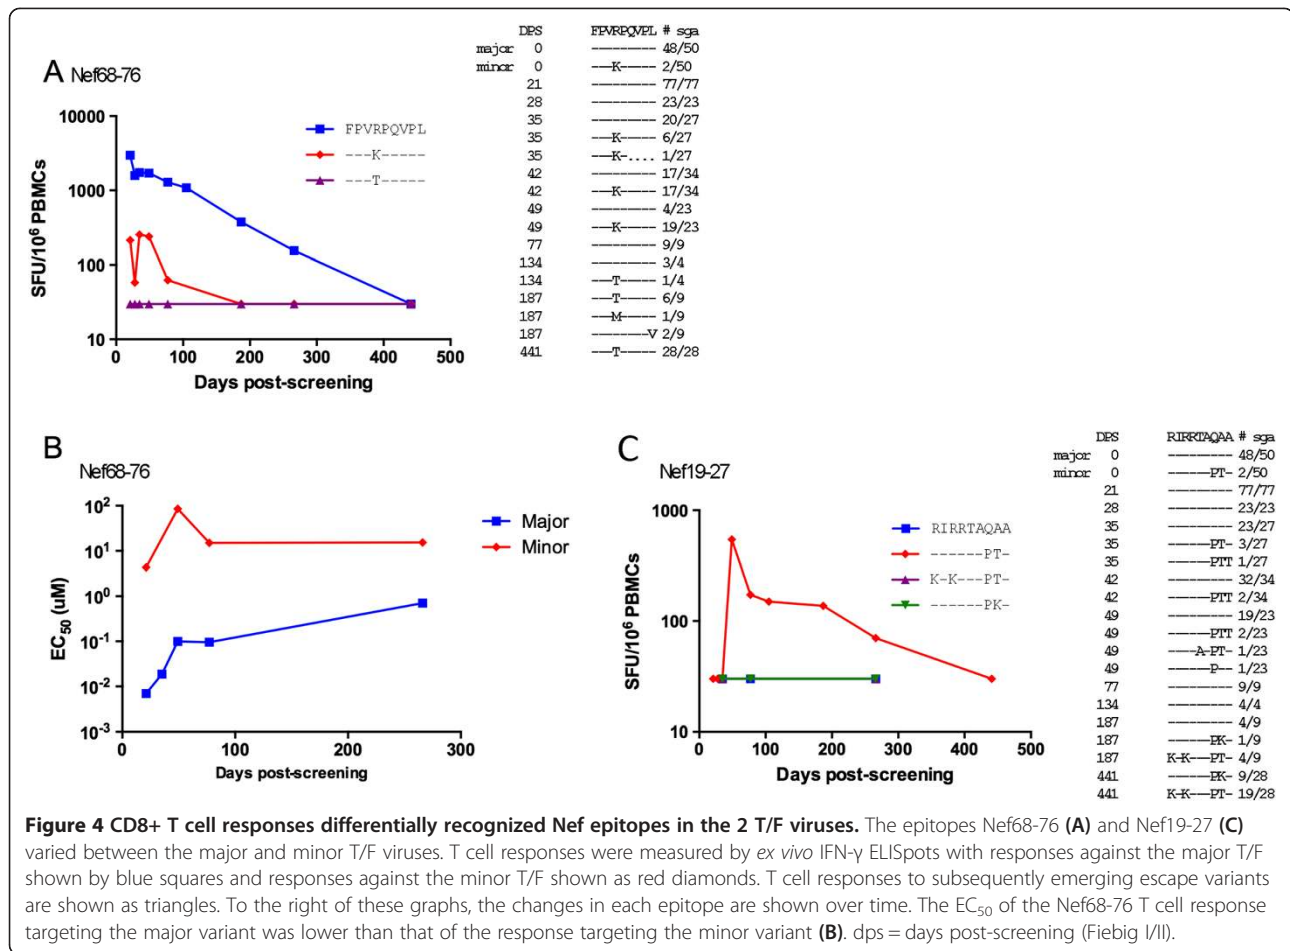 A Nef68-76
10000
1000
100
10
SFU/10⁶ PBMCs
0 100 200 300 400 500
Days post-screening
FPVRPQVPL
---K-----
---T-----
DPS FPVRPQVPL # sga
major 0 --------- 48/50
minor 0 ---K----- 2/50
21 --------- 77/77
28 --------- 23/23
35 --------- 20/27
35 ---K----- 6/27
35 ---K-.... 1/27
42 --------- 17/34
42 ---K----- 17/34
49 --------- 4/23
49 ---K----- 19/23
77 --------- 9/9
134 --------- 3/4
134 ---T----- 1/4
187 ---T----- 6/9
187 ---M----- 1/9
187 --------V 2/9
441 ---T----- 28/28
B
Nef68-76
10²
10¹
10⁰
10⁻¹
10⁻²
10⁻³
EC₅₀ (uM)
0 100 200 300
Days post-screening
Major
Minor
C
Nef19-27
1000
100
10
SFU/10⁶ PBMCs
0 100 200 300 400 500
Days post-screening
RIRRTAQAA
------PT-
K-K---PT-
------PK-
DPS RIRRTAQAA # sga
major 0 --------- 48/50
minor 0 ------PT- 2/50
21 --------- 77/77
28 --------- 23/23
35 --------- 23/27
35 ------PT- 3/27
35 ------PTT 1/27
42 --------- 32/34
42 ------PTT 2/34
49 --------- 19/23
49 ------PTT 2/23
49 ----A-PT- 1/23
49 ------P-- 1/23
77 --------- 9/9
134 --------- 4/4
187 --------- 4/9
187 ------PK- 1/9
187 K-K---PT- 4/9
441 ------PK- 9/28
441 K-K---PT- 19/28
Figure 4 CD8+ T cell responses differentially recognized Nef epitopes in the 2 T/F viruses. The epitopes Nef68-76 (A) and Nef19-27 (C)
varied between the major and minor T/F viruses. T cell responses were measured by ex vivo IFN-γ ELISpots with responses against the major T/F
shown by blue squares and responses against the minor T/F shown as red diamonds. T cell responses to subsequently emerging escape variants
are shown as triangles. To the right of these graphs, the changes in each epitope are shown over time. The EC₅₀ of the Nef68-76 T cell response
targeting the major variant was lower than that of the response targeting the minor variant (B). dps = days post-screening (Fiebig I/II).